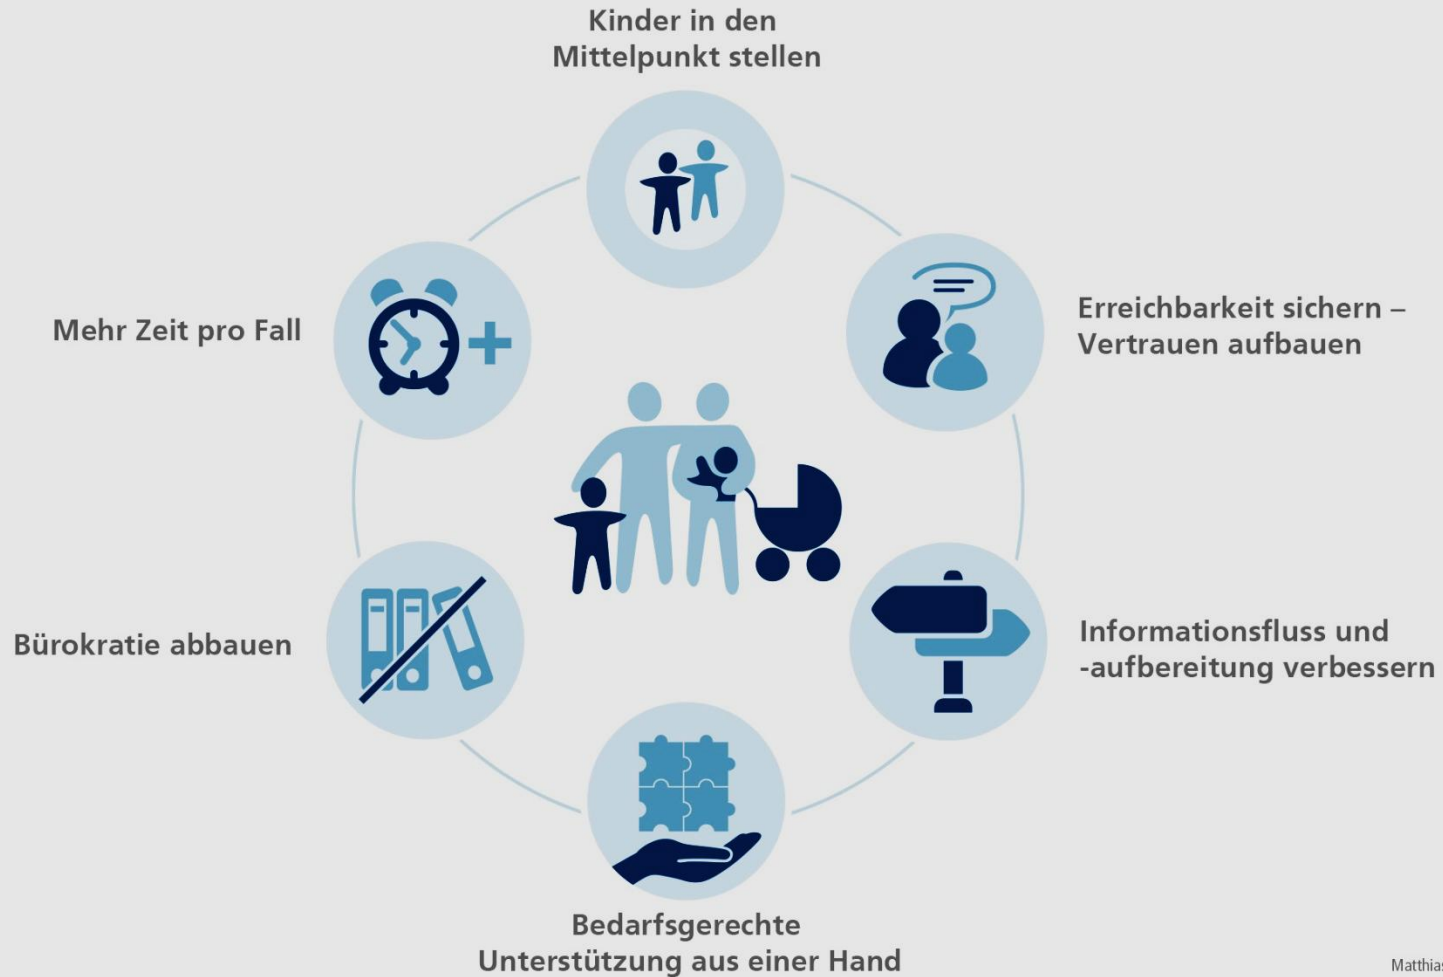 Kinder in den
Mittelpunkt stellen
Mehr Zeit pro Fall
Erreichbarkeit sichern –
Vertrauen aufbauen
Bürokratie abbauen
Informationsfluss und
-aufbereitung verbessern
Bedarfsgerechte
Unterstützung aus einer Hand
Matthias